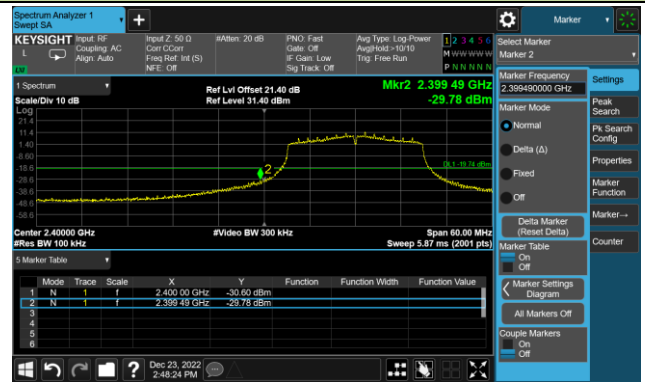 Spectrum Analyzer 1
Swept SA
Marker
KEYSIGHT
L
Input: RF
Coupling: AC
Align: Auto
Input Z: 50 Ω
Corr CCorr
Freq Ref: Int (S)
NFE: Off
#Atten: 20 dB
PNO: Fast
Gate: Off
IF Gain: Low
Sig Track: Off
Avg Type: Log-Power
Avg|Hold:>10/10
Trig: Free Run
1 2 3 4 5 6
M W W W W W
P N N N N N
Select Marker
Marker 2
1 Spectrum
Scale/Div 10 dB
Log
Ref Lvl Offset 21.40 dB
Ref Level 31.40 dBm
Mkr2 2.399 49 GHz
-29.78 dBm
21.4
11.4
1.40
-8.60
-18.6
-28.6
-38.6
-48.6
-58.6
2
DL1 -19.74 dBm
Center 2.40000 GHz
#Res BW 100 kHz
#Video BW 300 kHz
Span 60.00 MHz
Sweep 5.87 ms (2001 pts)
5 Marker Table
Mode Trace Scale X Y Function Function Width Function Value
1 N 1 f 2.400 00 GHz -30.60 dBm
2 N 1 f 2.399 49 GHz -29.78 dBm
3
4
5
6
Marker Frequency
2.399490000 GHz
Marker Mode
Normal
Delta (Δ)
Fixed
Off
Delta Marker
(Reset Delta)
Marker Table
On
Off
Marker Settings
Diagram
All Markers Off
Couple Markers
On
Off
Settings
Peak
Search
Pk Search
Config
Properties
Marker
Function
Marker→
Counter
Dec 23, 2022
2:48:24 PM